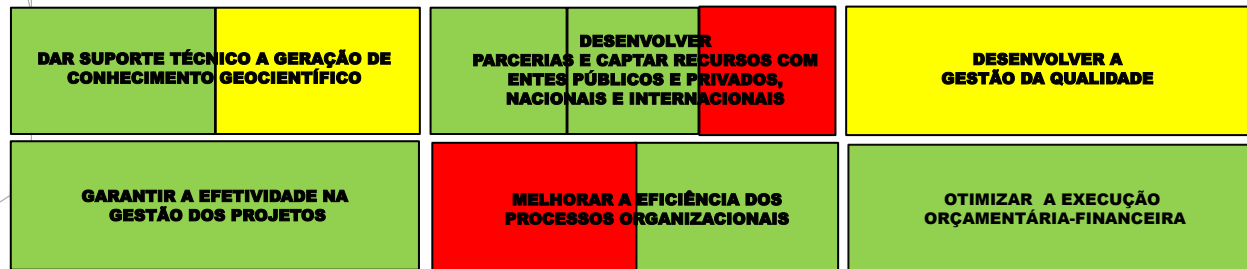 DAR SUPORTE TÉCNICO A GERAÇÃO DE
CONHECIMENTO GEOCIENTÍFICO
DESENVOLVER
PARCERIAS E CAPTAR RECURSOS COM
ENTES PÚBLICOS E PRIVADOS,
NACIONAIS E INTERNACIONAIS
DESENVOLVER A
GESTÃO DA QUALIDADE
GARANTIR A EFETIVIDADE NA
GESTÃO DOS PROJETOS
MELHORAR A EFICIÊNCIA DOS
PROCESSOS ORGANIZACIONAIS
OTIMIZAR A EXECUÇÃO
ORÇAMENTÁRIA-FINANCEIRA